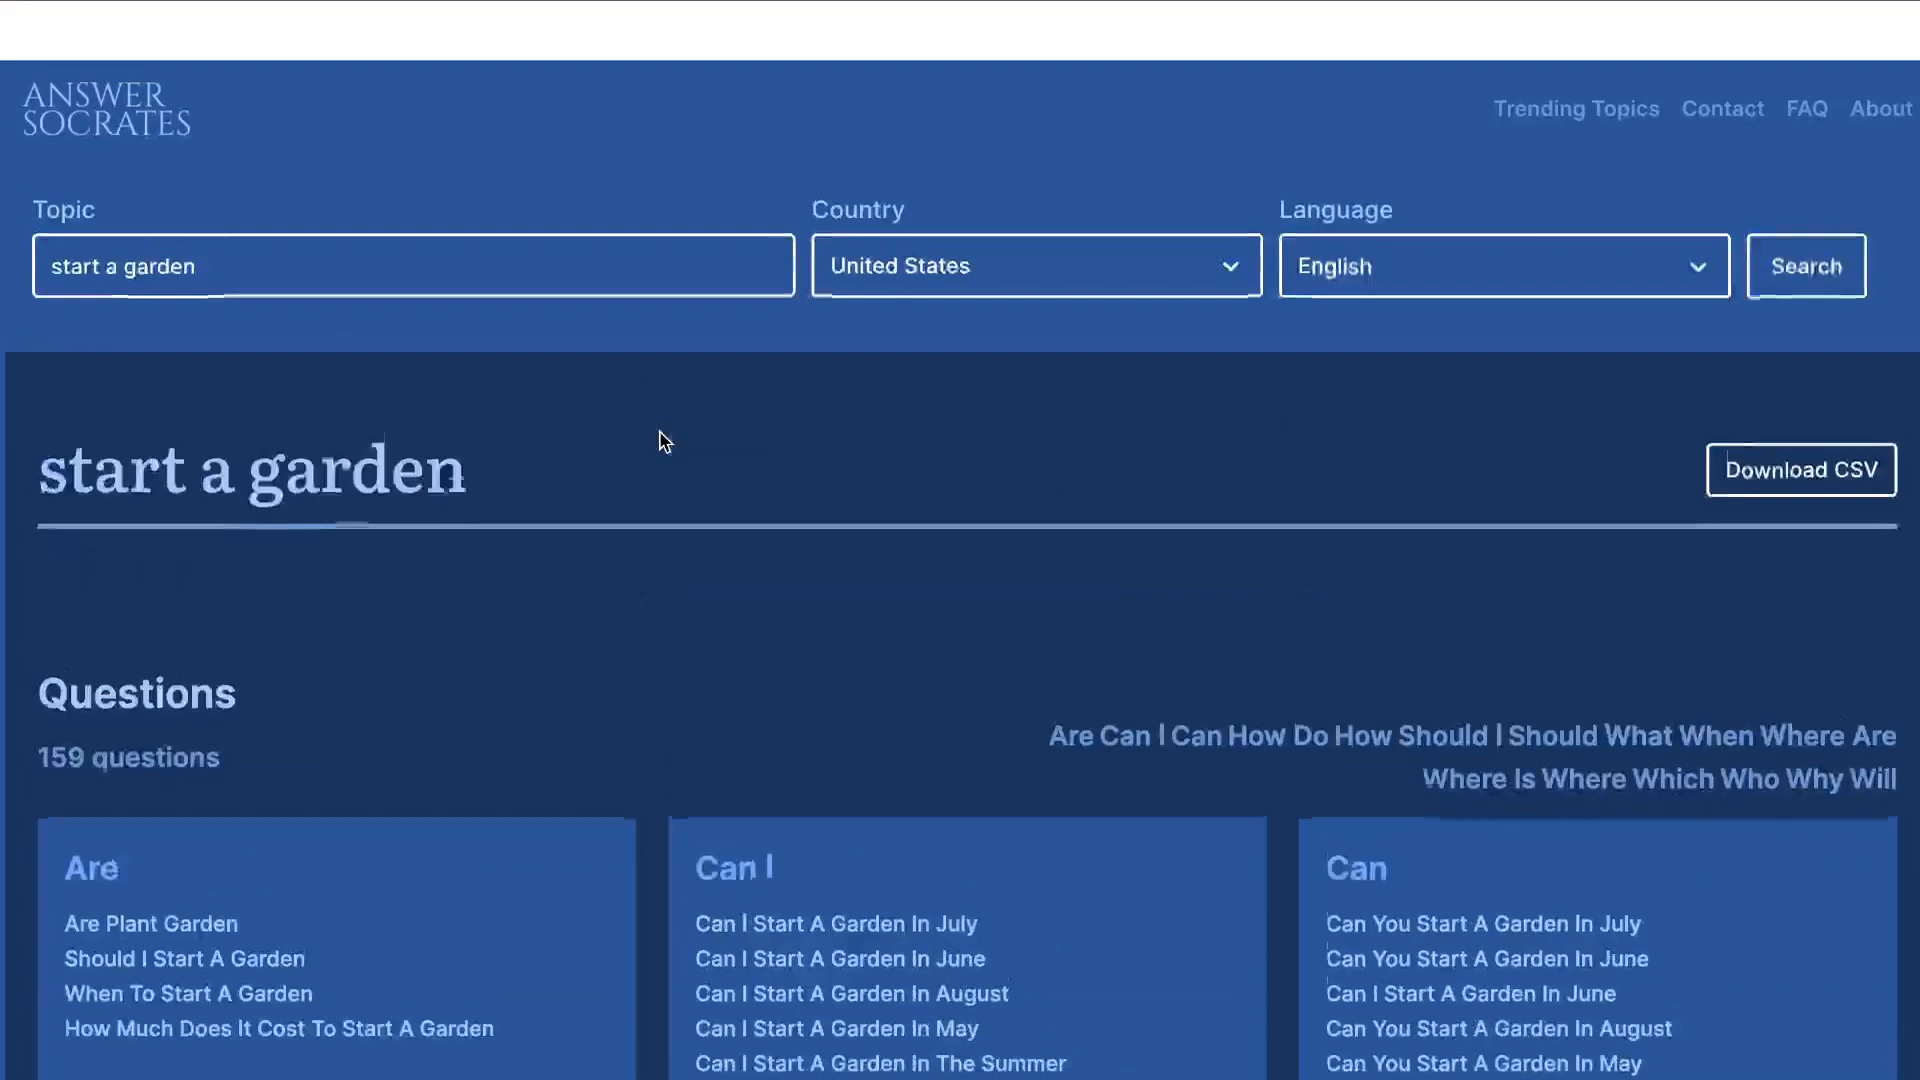 ANSWER
SOCRATES
Trending Topics Contact FAQ About
Topic Country Language
start a garden United States English Search
start a garden
Download CSV
Questions
159 questions
Are Can I Can How Do How Should I Should What When Where Are
Where Is Where Which Who Why Will
Are
Are Plant Garden
Should I Start A Garden
When To Start A Garden
How Much Does It Cost To Start A Garden
Can I
Can I Start A Garden In July
Can I Start A Garden In June
Can I Start A Garden In August
Can I Start A Garden In May
Can I Start A Garden In The Summer
Can
Can You Start A Garden In July
Can You Start A Garden In June
Can I Start A Garden In June
Can You Start A Garden In August
Can You Start A Garden In May